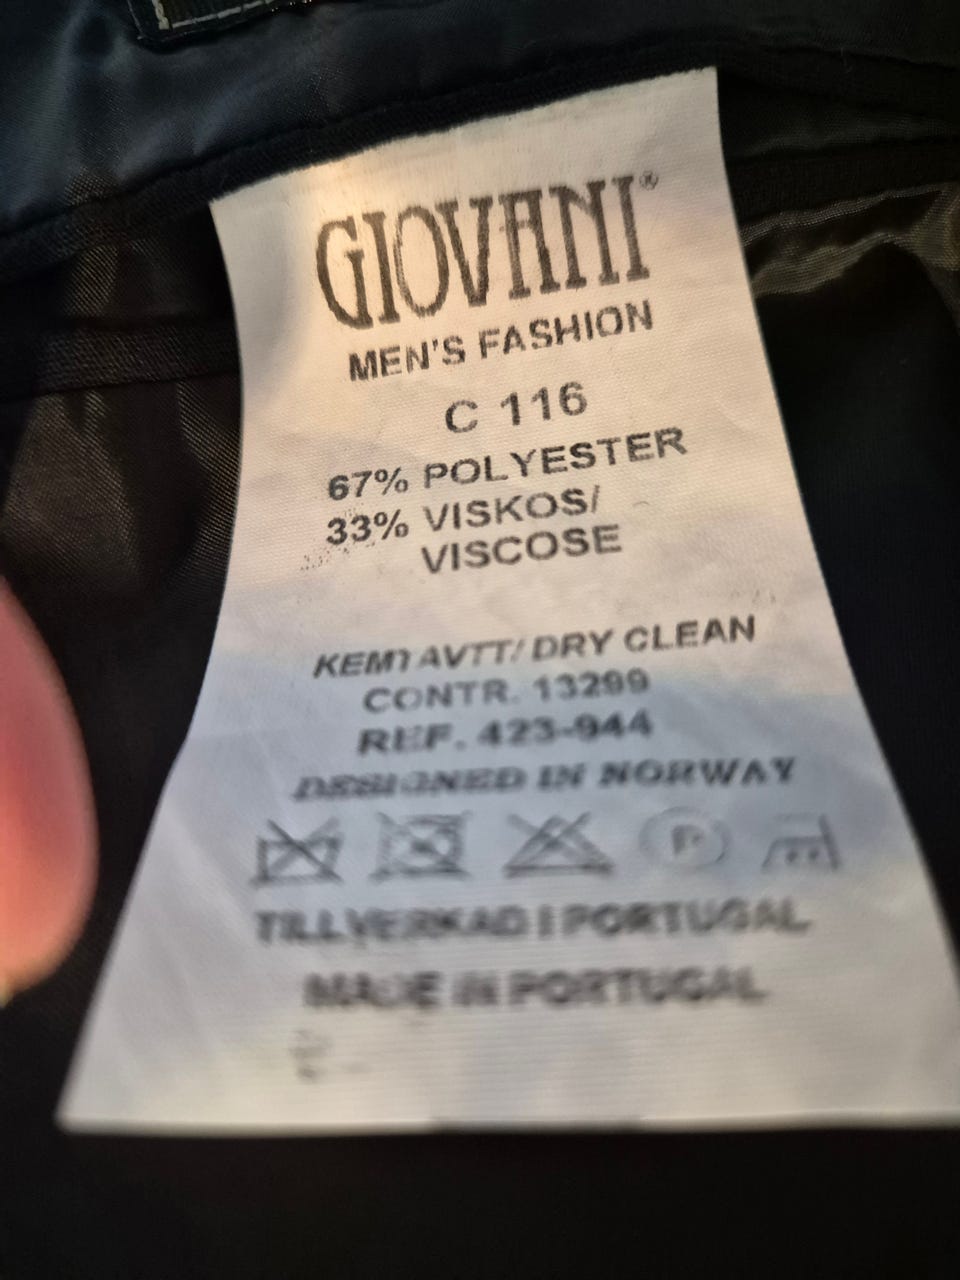 GIOVANI®
MEN'S FASHION
C 116
67% POLYESTER
33% VISKOS/
VISCOSE
KEMTAVTT/ DRY CLEAN
CONTR. 13299
REF. 423-944
DESIGNED IN NORWAY
P
TILLVERKAD I PORTUGAL
MADE IN PORTUGAL